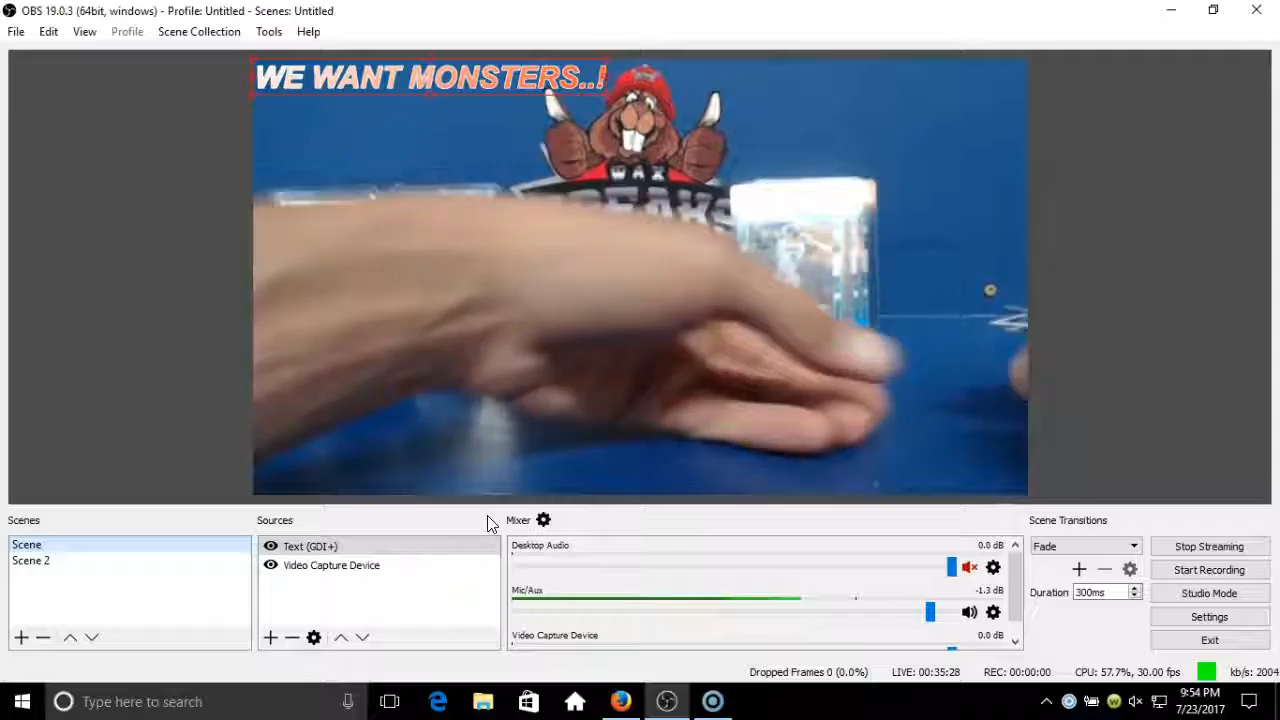 OBS 19.0.3 (64bit, windows) - Profile: Untitled - Scenes: Untitled
File Edit View Profile Scene Collection Tools Help
WE WANT MONSTERS..!
WAX
BREAKS
Scenes
Scene
Scene 2
Sources
Text (GDI+)
Video Capture Device
Mixer
Desktop Audio 0.0 dB
Mic/Aux -1.3 dB
Video Capture Device 0.0 dB
Scene Transitions
Fade
Duration 300ms
Stop Streaming
Start Recording
Studio Mode
Settings
Exit
Dropped Frames 0 (0.0%) LIVE: 00:35:28 REC: 00:00:00 CPU: 57.7%, 30.00 fps kb/s: 2004
Type here to search
9:54 PM
7/23/2017